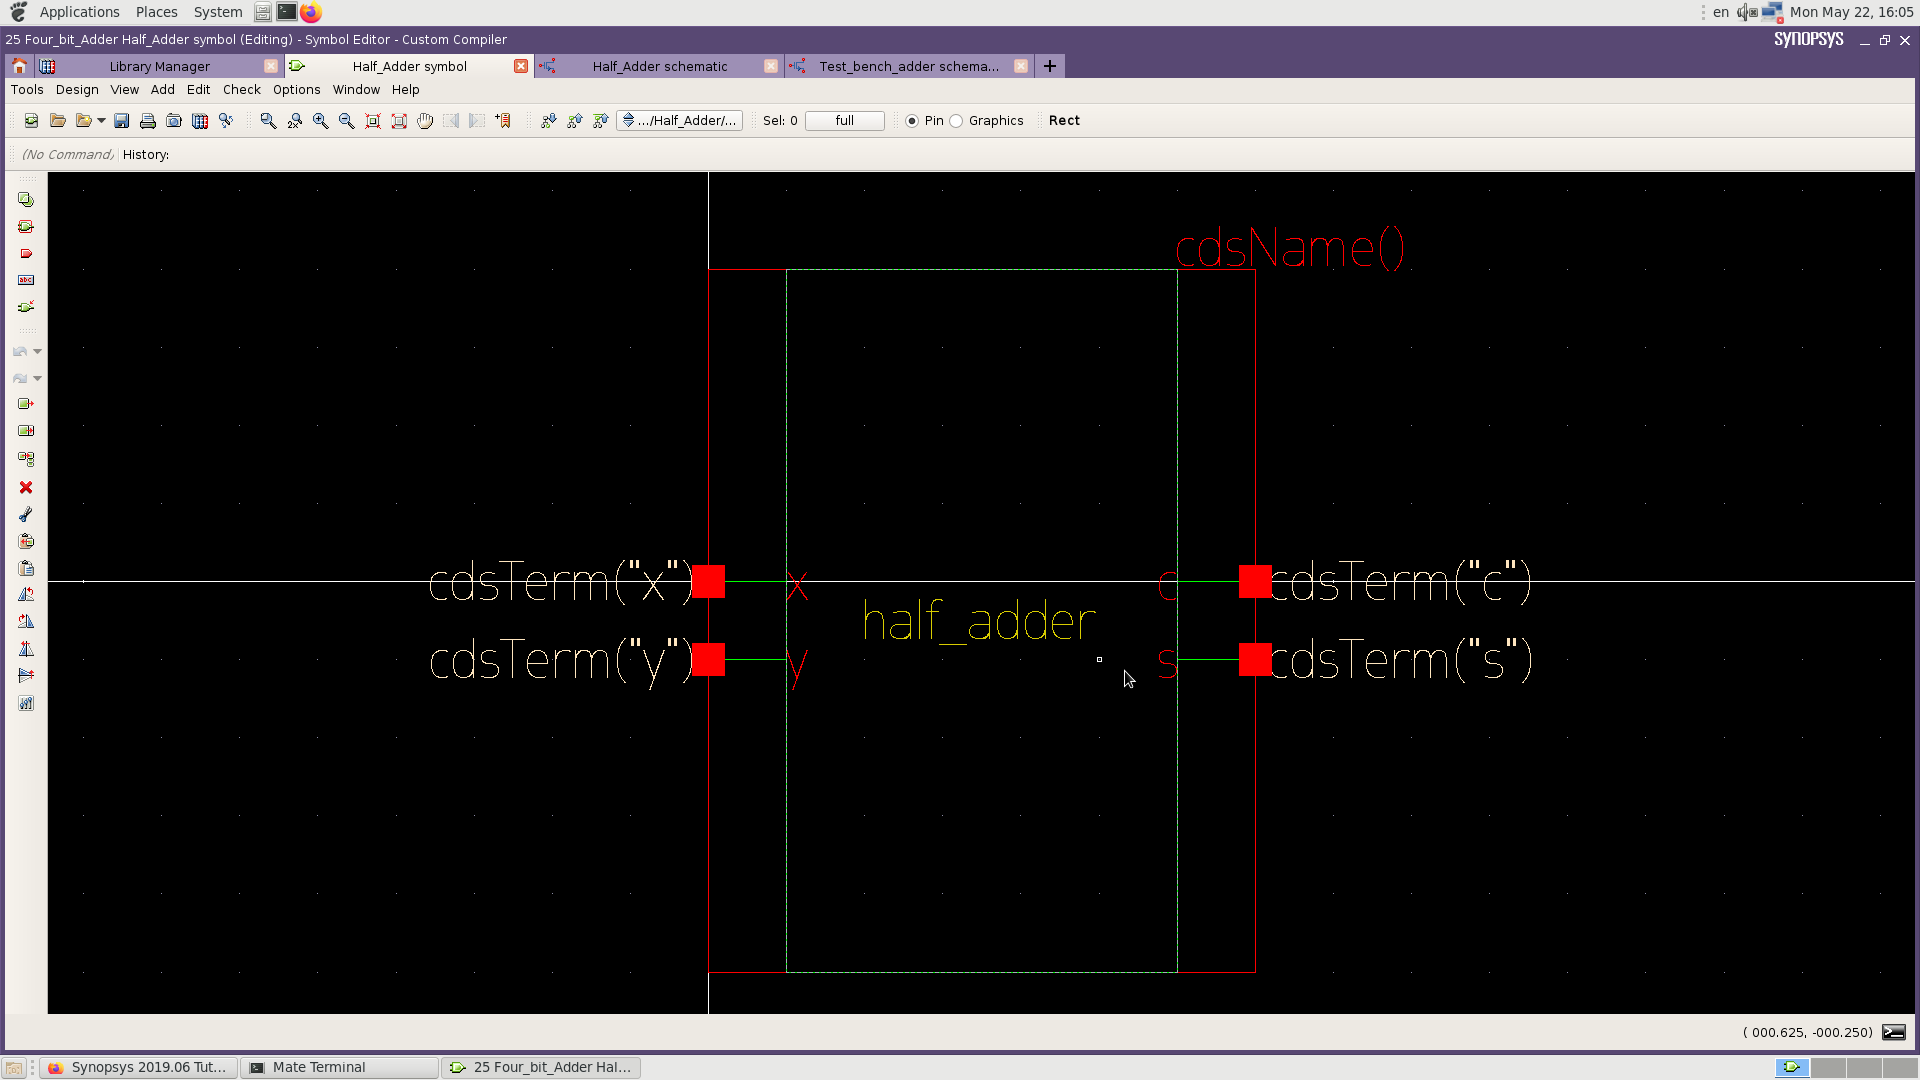 Applications Places System en Mon May 22, 16:05
25 Four_bit_Adder Half_Adder symbol (Editing) - Symbol Editor - Custom Compiler SYNOPSYS
Library Manager Half_Adder symbol Half_Adder schematic Test_bench_adder schema... +
Tools Design View Add Edit Check Options Window Help
.../Half_Adder/... Sel: 0 full Pin Graphics Rect
(No Command) History:
cdsName()
cdsTerm("x") x c cdsTerm("c")
half_adder
cdsTerm("y") y s cdsTerm("s")
( 000.625, -000.250)
Synopsys 2019.06 Tut... Mate Terminal 25 Four_bit_Adder Hal...